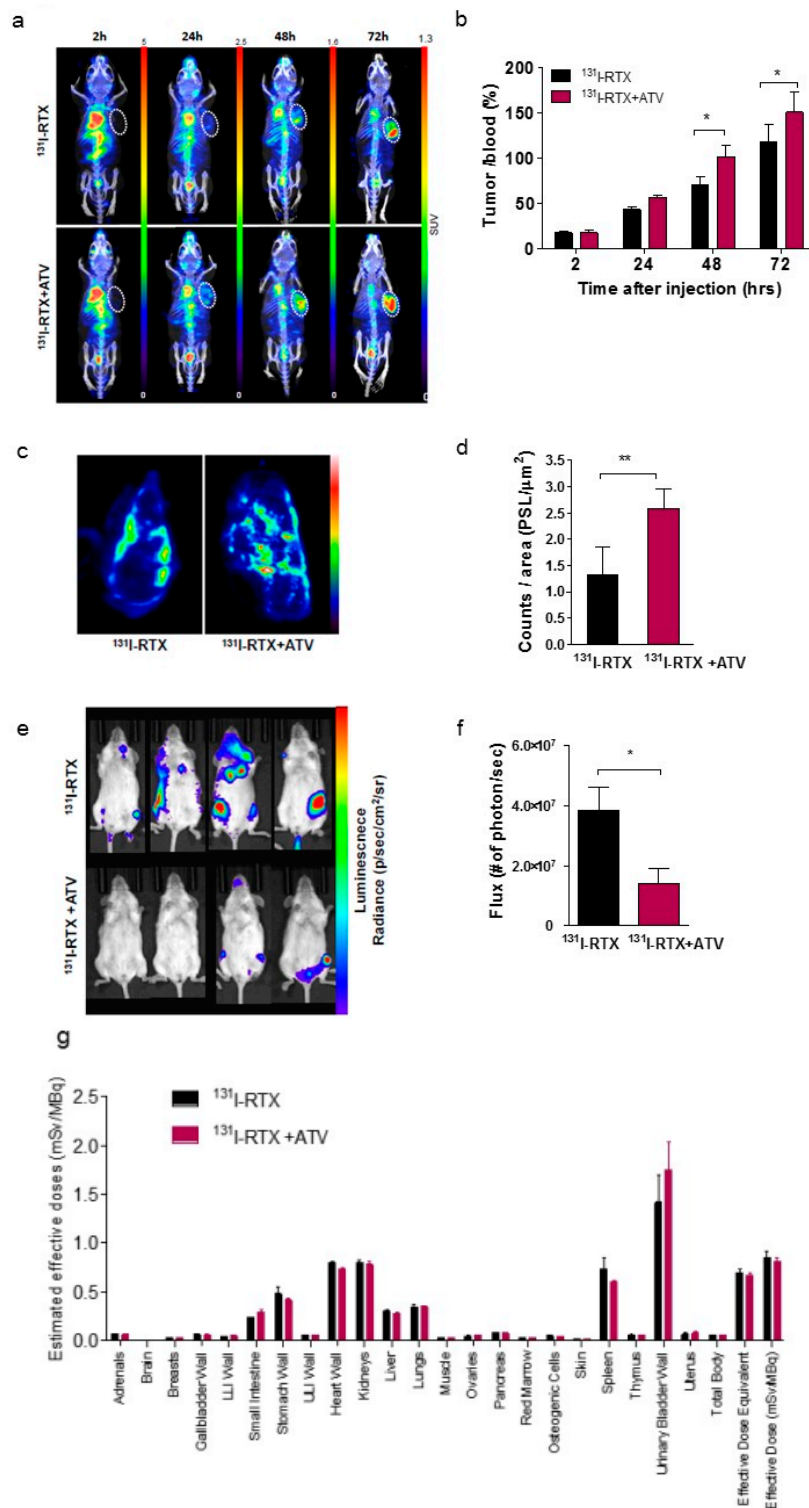 a
2h 24h 48h 72h
5 2.5 1.6 1.3
¹³¹I-RTX
¹³¹I-RTX+ATV
SUV
0 0 0 0
b
¹³¹I-RTX
¹³¹I-RTX+ATV
Tumor /blood (%)
200
150
100
50
0
* *
2 24 48 72
Time after injection (hrs)
c
¹³¹I-RTX ¹³¹I-RTX+ATV
d
Counts / area (PSL/µm²)
3.5
3.0
2.5
2.0
1.5
1.0
0.5
0.0
**
¹³¹I-RTX ¹³¹I-RTX +ATV
e
¹³¹I-RTX
¹³¹I-RTX +ATV
Luminescnece
Radiance (p/sec/cm²/sr)
f
Flux (# of photon/sec)
6.0×10⁷
4.0×10⁷
2.0×10⁷
0
*
¹³¹I-RTX ¹³¹I-RTX+ATV
g
Estimated effective doses (mSv/MBq)
2.5
2.0
1.5
1.0
0.5
0.0
¹³¹I-RTX
¹³¹I-RTX +ATV
Adrenals
Brain
Breasts
Gallbladder Wall
LLI Wall
Small Intestine
Stomach Wall
ULI Wall
Heart Wall
Kidneys
Liver
Lungs
Muscle
Ovaries
Pancreas
Red Marrow
Osteogenic Cells
Skin
Spleen
Thymus
Urinary Bladder Wall
Uterus
Total Body
Effective Dose Equivalent
Effective Dose (mSv/MBq)